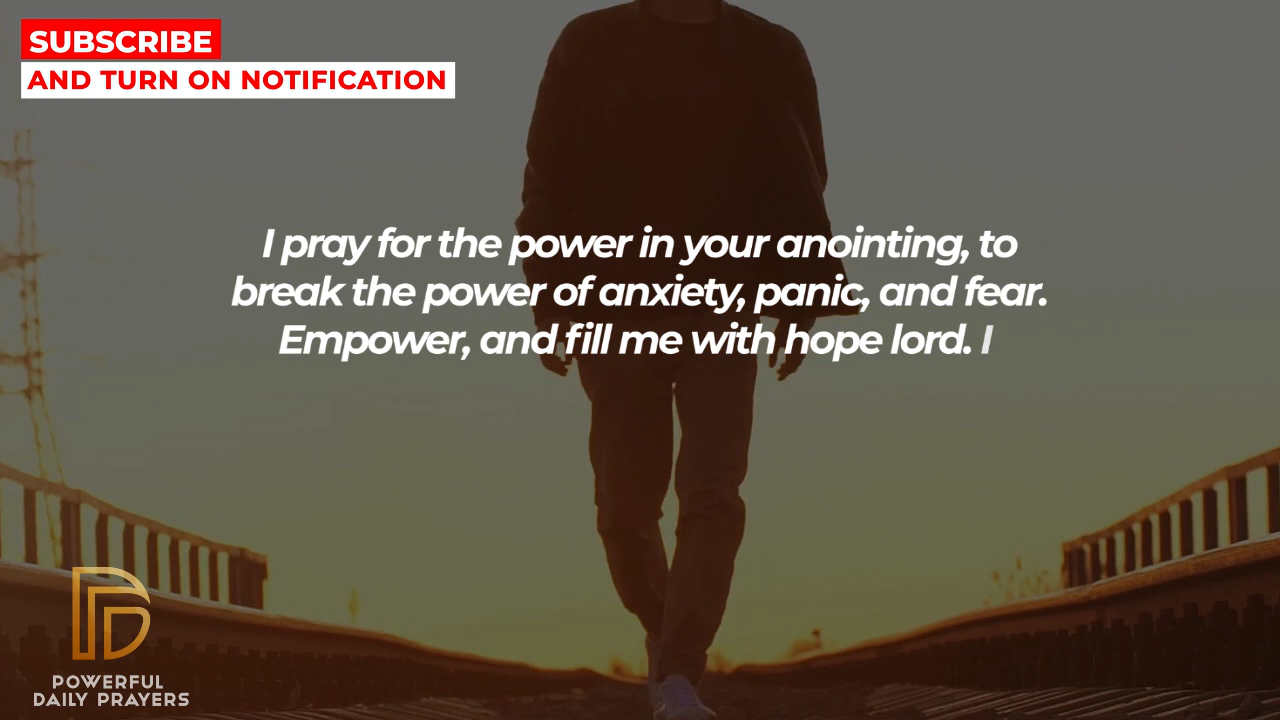 SUBSCRIBE
AND TURN ON NOTIFICATION
I pray for the power in your anointing, to
break the power of anxiety, panic, and fear.
Empower, and fill me with hope lord. I
POWERFUL
DAILY PRAYERS